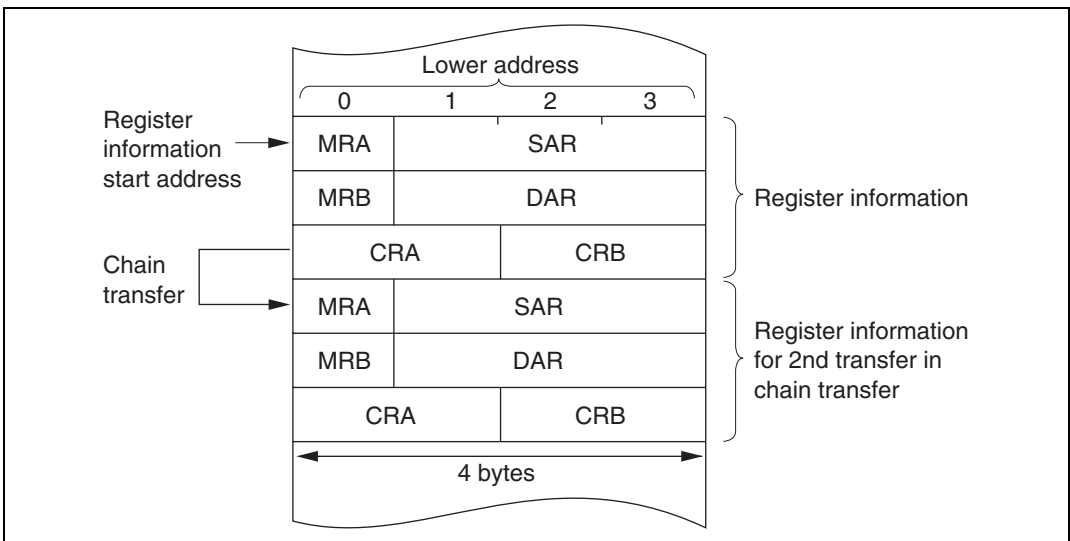 Lower address
0 1 2 3
Register
information
start address
MRA SAR
MRB DAR
Register information
CRA CRB
Chain
transfer
MRA SAR
MRB DAR
Register information
for 2nd transfer in
chain transfer
CRA CRB
4 bytes